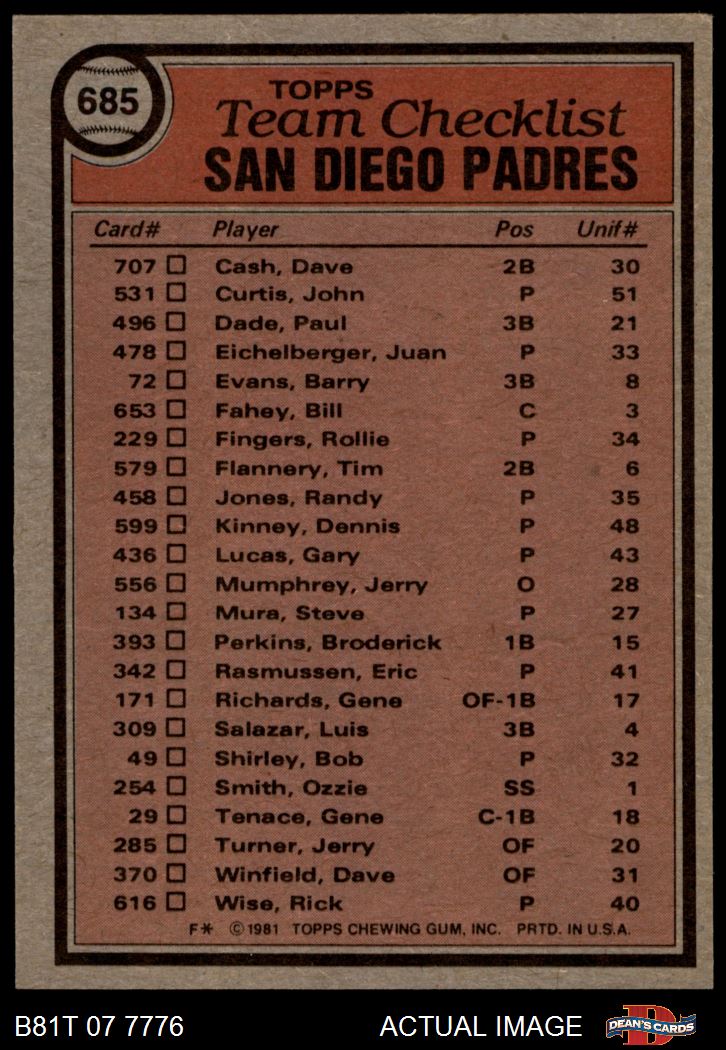 685
TOPPS
Team Checklist
SAN DIEGO PADRES
Card# Player Pos Unif#
707 Cash, Dave 2B 30
531 Curtis, John P 51
496 Dade, Paul 3B 21
478 Eichelberger, Juan P 33
72 Evans, Barry 3B 8
653 Fahey, Bill C 3
229 Fingers, Rollie P 34
579 Flannery, Tim 2B 6
458 Jones, Randy P 35
599 Kinney, Dennis P 48
436 Lucas, Gary P 43
556 Mumphrey, Jerry O 28
134 Mura, Steve P 27
393 Perkins, Broderick 1B 15
342 Rasmussen, Eric P 41
171 Richards, Gene OF-1B 17
309 Salazar, Luis 3B 4
49 Shirley, Bob P 32
254 Smith, Ozzie SS 1
29 Tenace, Gene C-1B 18
285 Turner, Jerry OF 20
370 Winfield, Dave OF 31
616 Wise, Rick P 40
F* © 1981 TOPPS CHEWING GUM, INC. PRTD. IN U.S.A.
B81T 07 7776 ACTUAL IMAGE D DEAN'S CARDS